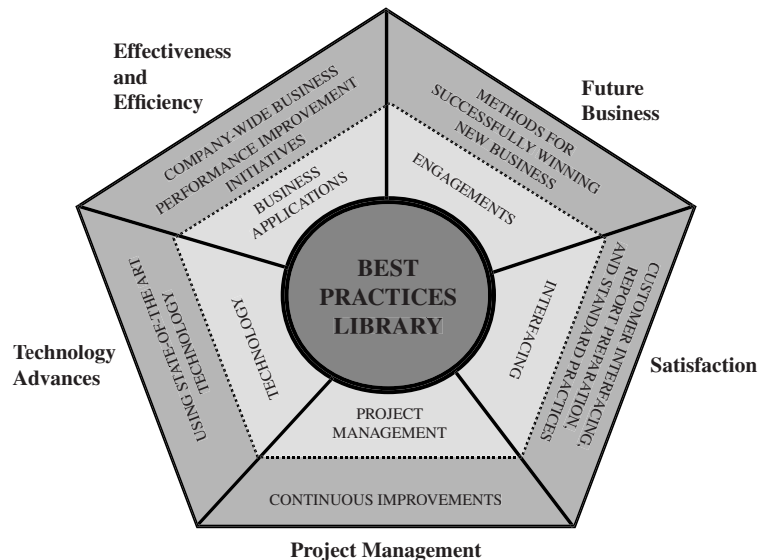 Effectiveness
and
Efficiency
Future
Business
COMPANY-WIDE BUSINESS
PERFORMANCE IMPROVEMENT
INITIATIVES
METHODS FOR
SUCCESSFULLY WINNING
NEW BUSINESS
BUSINESS
APPLICATIONS
ENGAGEMENTS
BEST
PRACTICES
LIBRARY
Technology
Advances
USING STATE-OF-THE ART
TECHNOLOGY
TECHNOLOGY
INTERFACING
CUSTOMER INTERFACING,
REPORT PREPARATION,
AND STANDARD PRACTICES
Satisfaction
PROJECT
MANAGEMENT
CONTINUOUS IMPROVEMENTS
Project Management